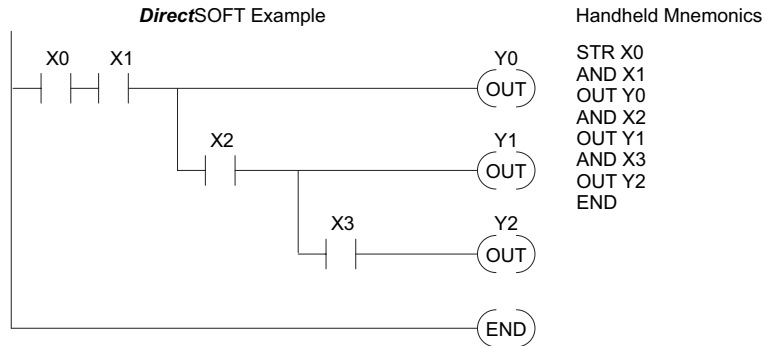 DirectSOFT Example
Handheld Mnemonics
X0 X1 Y0
OUT
X2 Y1
OUT
X3 Y2
OUT
END
STR X0
AND X1
OUT Y0
AND X2
OUT Y1
AND X3
OUT Y2
END